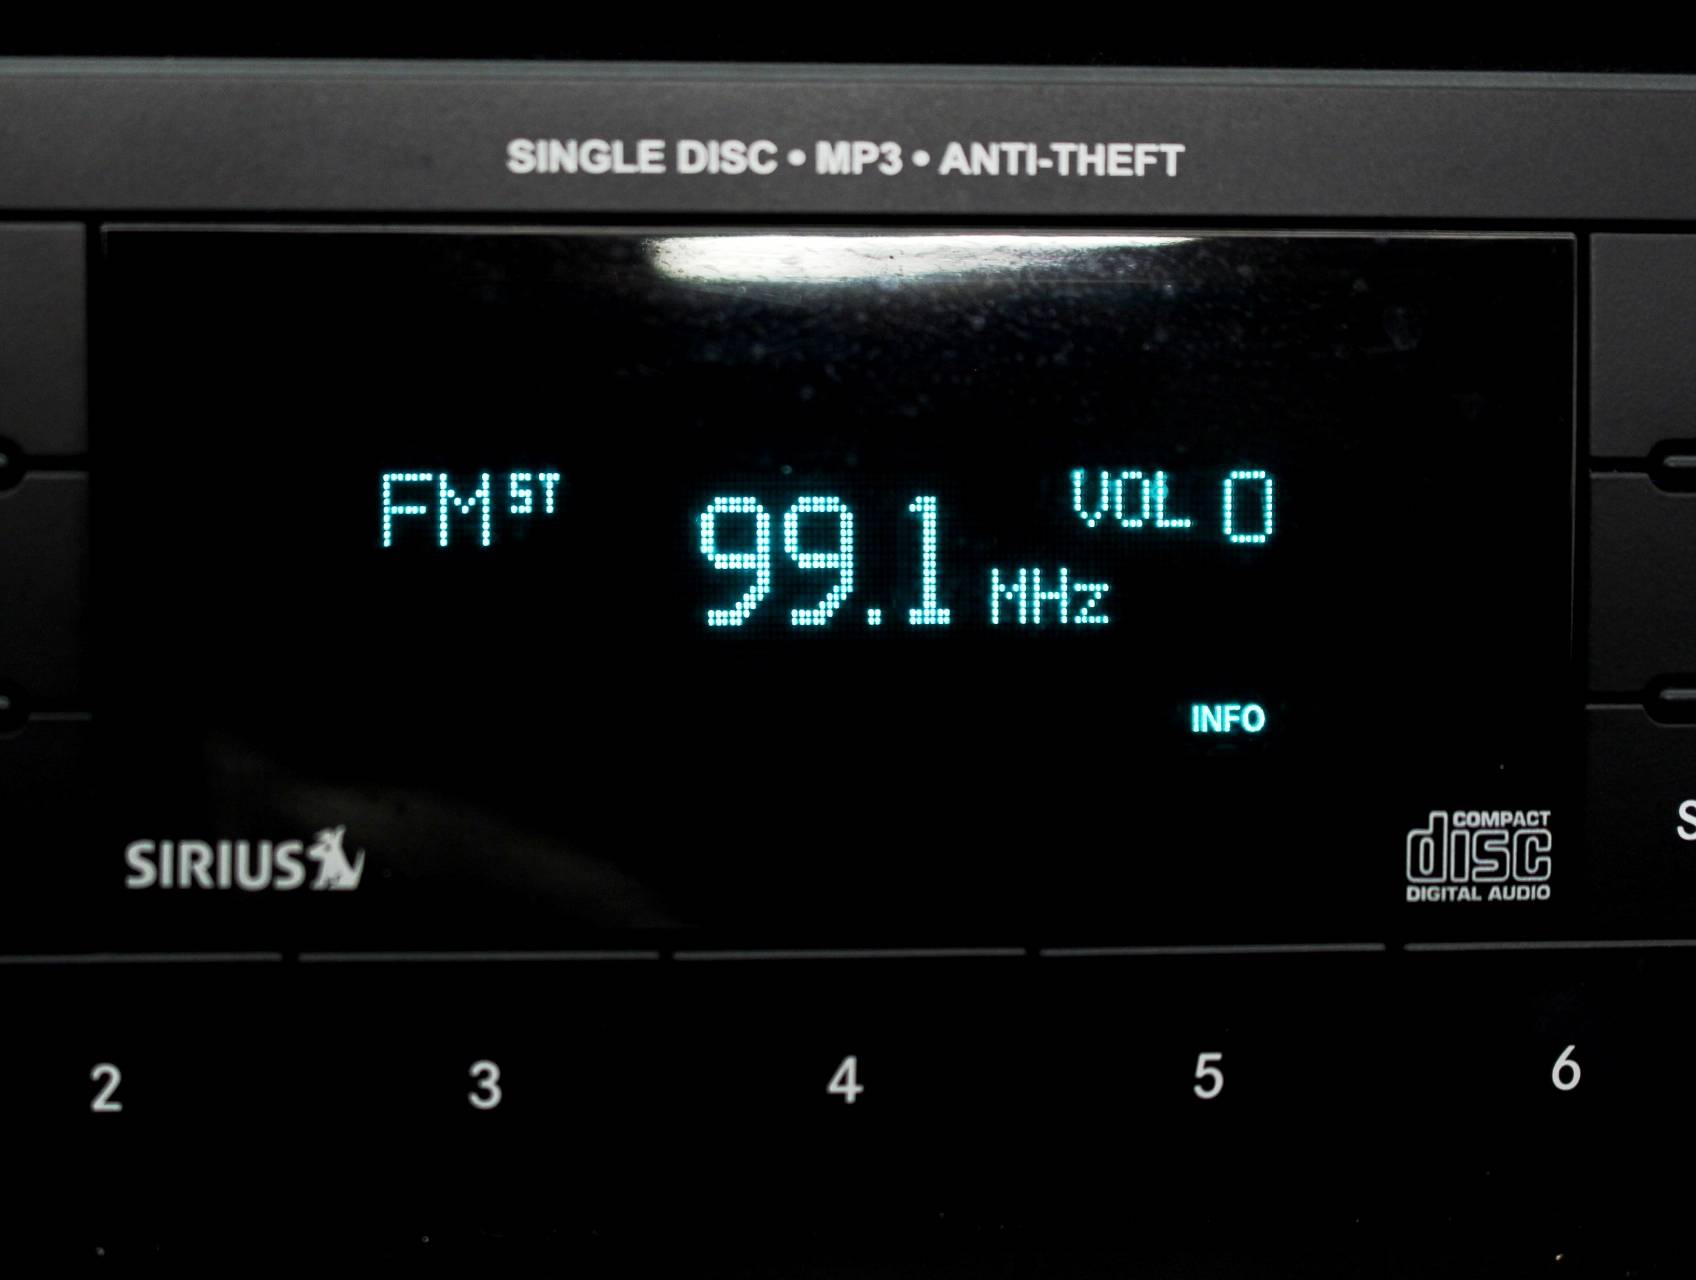 SINGLE DISC • MP3 • ANTI-THEFT
FM ST 99.1 MHz VOL 0
INFO
SIRIUS
COMPACT
disc
DIGITAL AUDIO
2 3 4 5 6